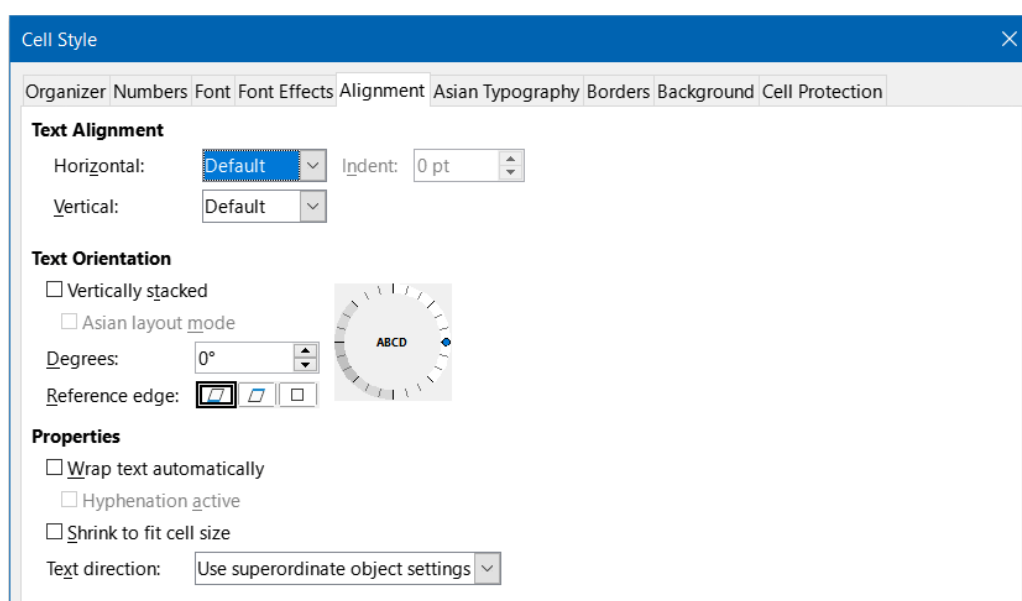 Cell Style
Organizer Numbers Font Font Effects Alignment Asian Typography Borders Background Cell Protection
Text Alignment
Horizontal: Default Indent: 0 pt
Vertical: Default
Text Orientation
Vertically stacked
Asian layout mode
ABCD
Degrees: 0°
Reference edge:
Properties
Wrap text automatically
Hyphenation active
Shrink to fit cell size
Text direction: Use superordinate object settings